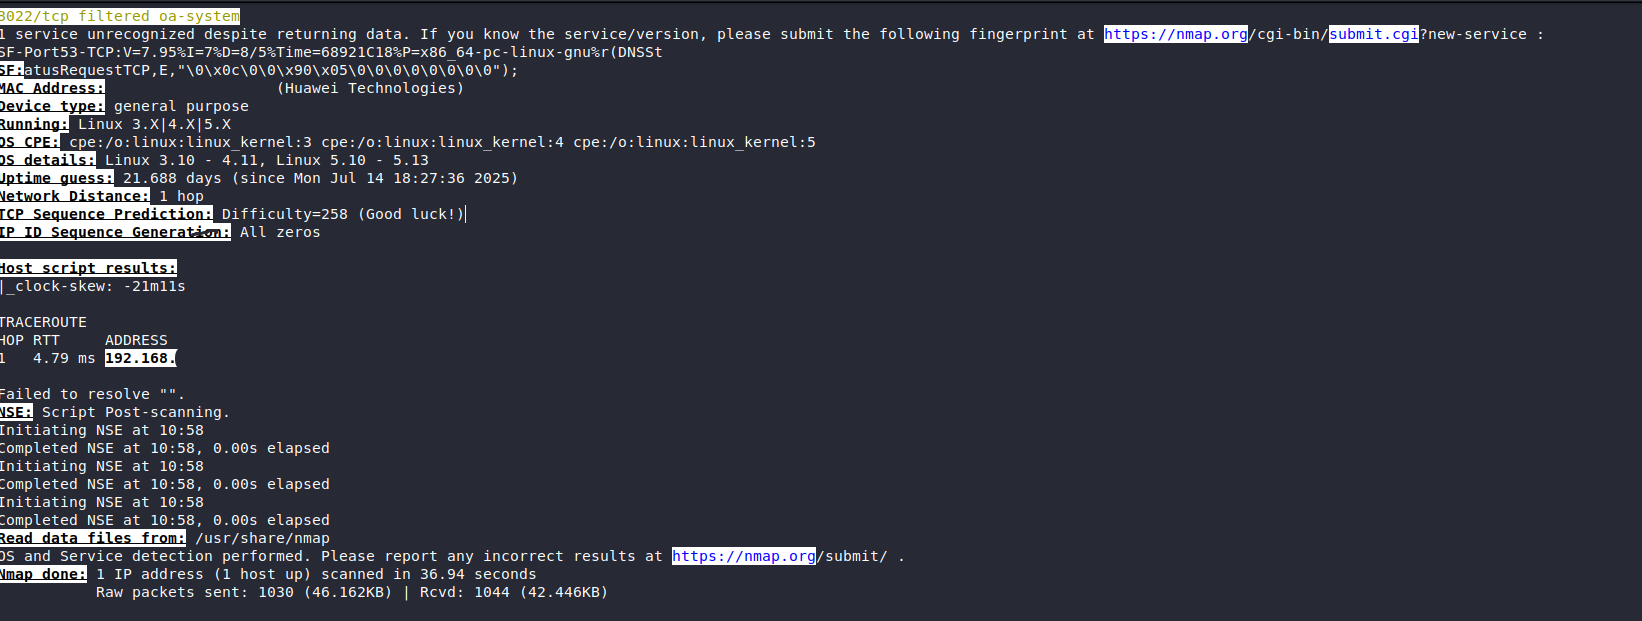 8022/tcp filtered oa-system
1 service unrecognized despite returning data. If you know the service/version, please submit the following fingerprint at https://nmap.org/cgi-bin/submit.cgi?new-service :
SF-Port53-TCP:V=7.95%I=7%D=8/5%Time=68921C18%P=x86_64-pc-linux-gnu%r(DNSSt
SF:atusRequestTCP,E,"\0\x0c\0\0\x90\x05\0\0\0\0\0\0\0\0");
MAC Address: (Huawei Technologies)
Device type: general purpose
Running: Linux 3.X|4.X|5.X
OS CPE: cpe:/o:linux:linux_kernel:3 cpe:/o:linux:linux_kernel:4 cpe:/o:linux:linux_kernel:5
OS details: Linux 3.10 - 4.11, Linux 5.10 - 5.13
Uptime guess: 21.688 days (since Mon Jul 14 18:27:36 2025)
Network Distance: 1 hop
TCP Sequence Prediction: Difficulty=258 (Good luck!)
IP ID Sequence Generation: All zeros
Host script results:
|_clock-skew: -21m11s
TRACEROUTE
HOP RTT     ADDRESS
1   4.79 ms 192.168.
Failed to resolve "".
NSE: Script Post-scanning.
Initiating NSE at 10:58
Completed NSE at 10:58, 0.00s elapsed
Initiating NSE at 10:58
Completed NSE at 10:58, 0.00s elapsed
Initiating NSE at 10:58
Completed NSE at 10:58, 0.00s elapsed
Read data files from: /usr/share/nmap
OS and Service detection performed. Please report any incorrect results at https://nmap.org/submit/ .
Nmap done: 1 IP address (1 host up) scanned in 36.94 seconds
Raw packets sent: 1030 (46.162KB) | Rcvd: 1044 (42.446KB)